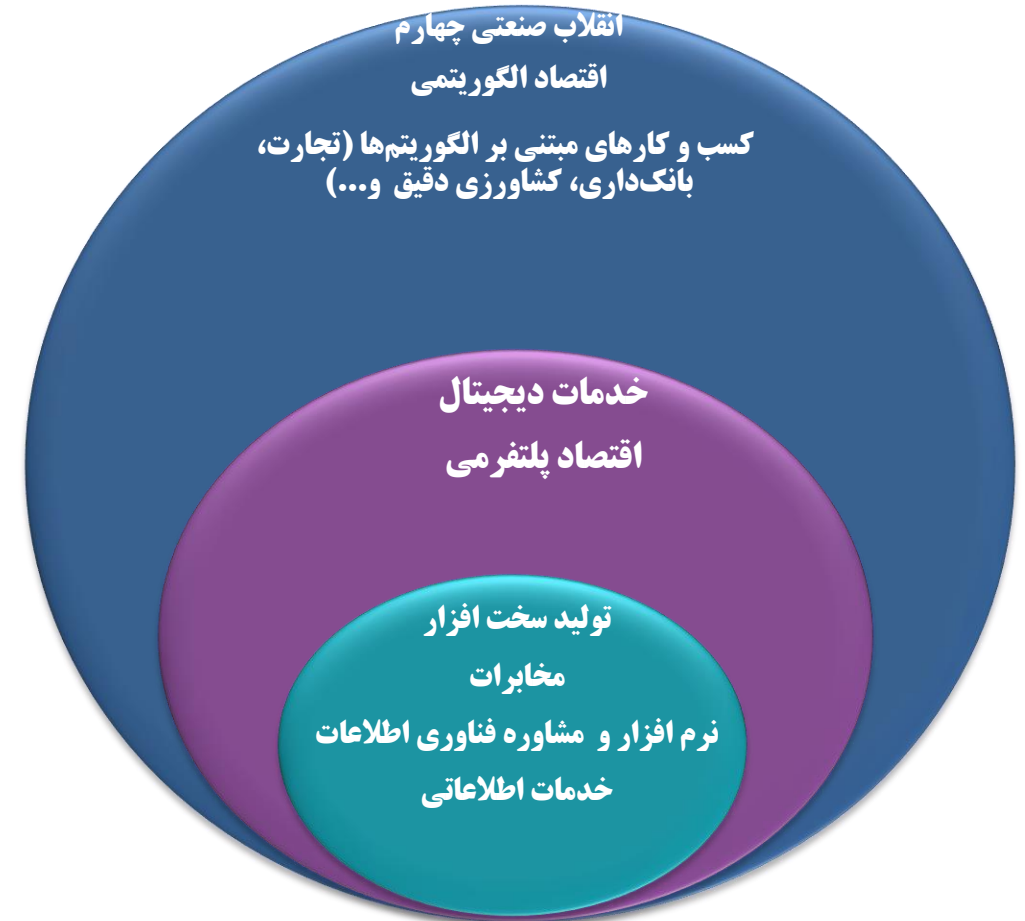 انقلاب صنعتی چهارم
اقتصاد الگوریتمی
کسب و کارهای مبتنی بر الگوریتم‌ها (تجارت،
بانک‌داری، کشاورزی دقیق و...)
خدمات دیجیتال
اقتصاد پلتفرمی
تولید سخت افزار
مخابرات
نرم افزار و مشاوره فناوری اطلاعات
خدمات اطلاعاتی